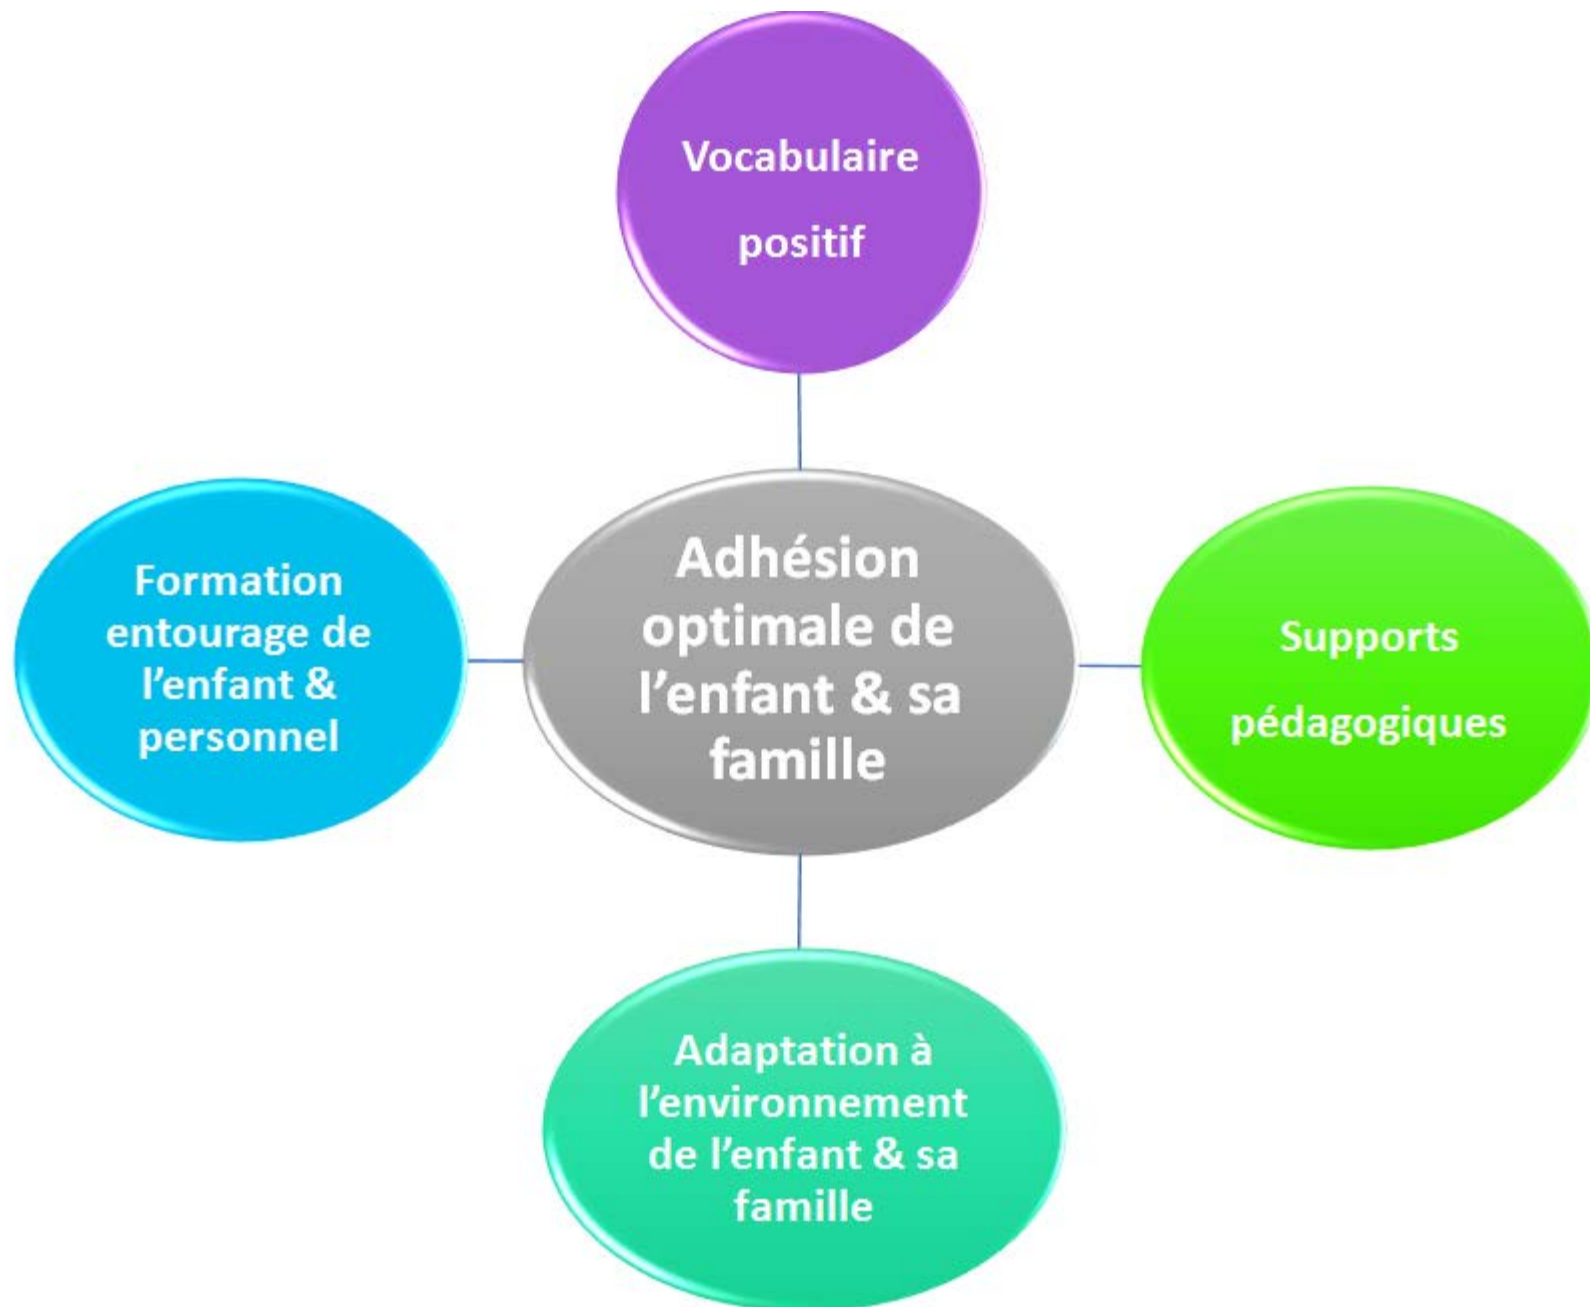 Vocabulaire
positif
Formation
entourage de
l’enfant &
personnel
Adhésion
optimale de
l’enfant & sa
famille
Supports
pédagogiques
Adaptation à
l’environnement
de l’enfant & sa
famille